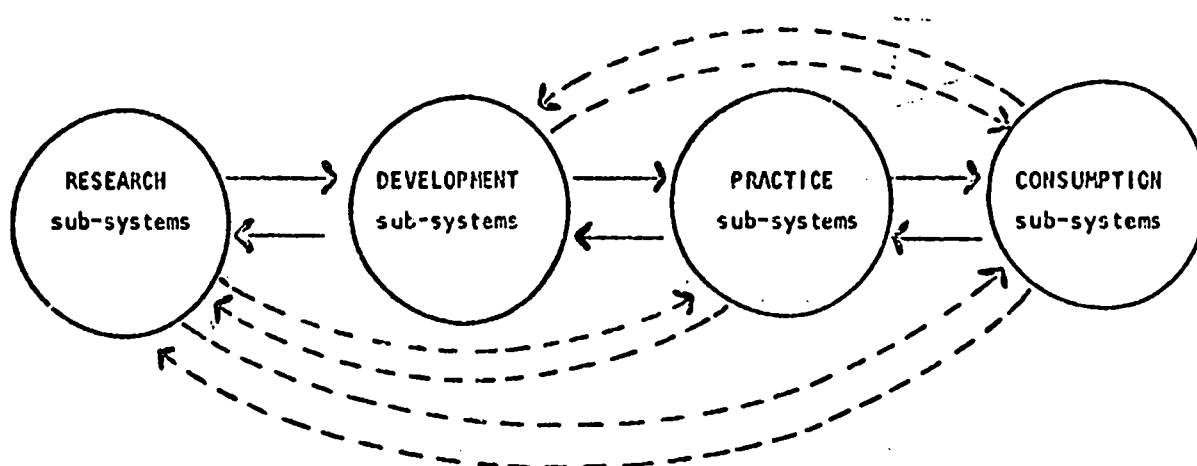 RESEARCH
sub-systems
DEVELOPMENT
sub-systems
PRACTICE
sub-systems
CONSUMPTION
sub-systems